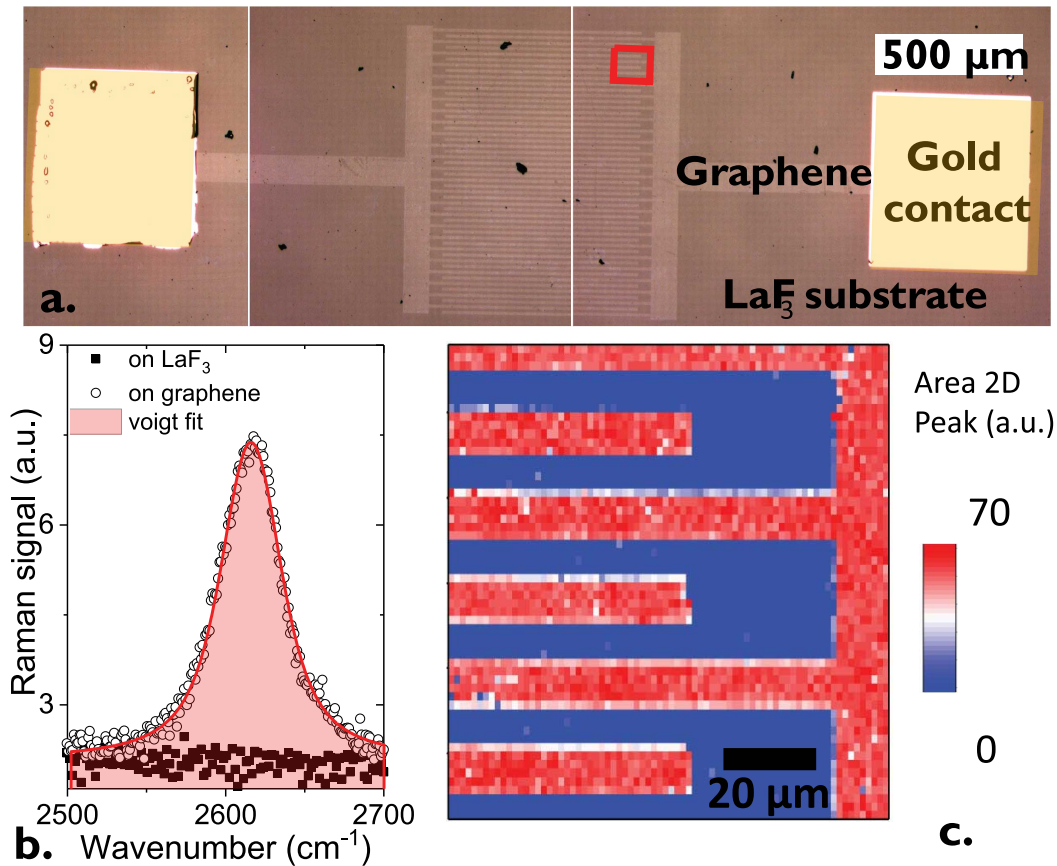 500 μm
Graphene
Gold
contact
LaF3 substrate
a.
9
6
3
Raman signal (a.u.)
on LaF3
on graphene
voigt fit
2500
2600
2700
Wavenumber (cm-1)
b.
20 μm
Area 2D
Peak (a.u.)
70
0
c.